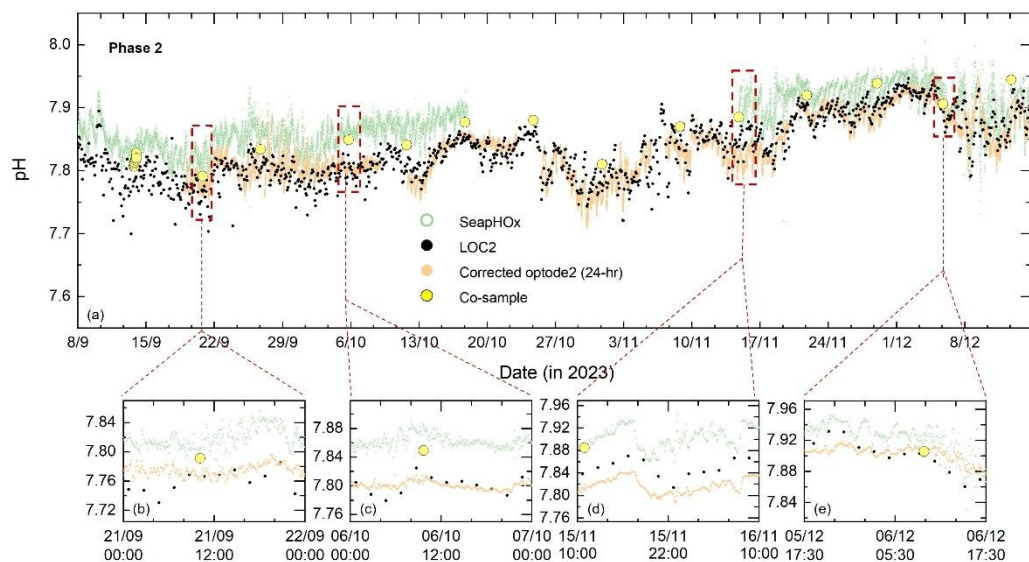 Phase 2
8.0
7.9
7.8
7.7
7.6
pH
SeapHOx
LOC2
Corrected optode2 (24-hr)
Co-sample
(a)
8/9 15/9 22/9 29/9 6/10 13/10 20/10 27/10 3/11 10/11 17/11 24/11 1/12 8/12
Date (in 2023)
7.84
7.80
7.76
7.72
(b)
21/09 00:00
21/09 12:00
22/09 00:00
7.92
7.88
7.84
7.80
7.76
(c)
06/10 00:00
06/10 12:00
07/10 00:00
7.96
7.92
7.88
7.84
7.80
7.76
(d)
15/11 10:00
15/11 22:00
16/11 10:00
7.96
7.92
7.88
7.84
(e)
05/12 17:30
06/12 05:30
06/12 17:30